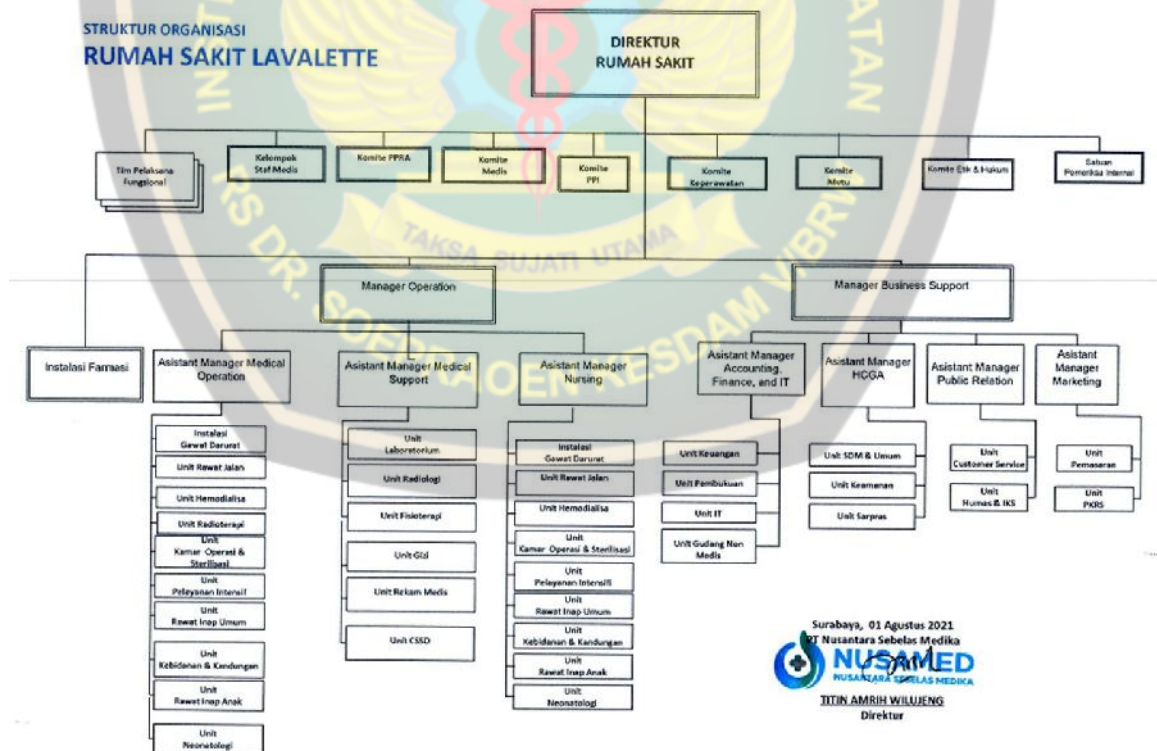 STRUKTUR ORGANISASI
RUMAH SAKIT LAVALETTE
DIREKTUR
RUMAH SAKIT
Tim Pelaksana
Fungsional
Kelompok
Staf Medis
Komite PPRA
Komite
Medis
Komite
PPI
Komite
Keperawatan
Komite
Mutu
Komite Etik & Hukum
Satuan
Pemeriksa Internal
TAKSA SUJATI UTAMA
RS DR. SOEPRAOEN KESDAM V/BRW
Manager Operation
Manager Business Support
Instalasi Farmasi
Asistant Manager Medical
Operation
Asistant Manager Medical
Support
Asistant Manager
Nursing
Asistant Manager
Accounting,
Finance, and IT
Asistant Manager
HCGA
Asistant Manager
Public Relation
Asistant
Manager
Marketing
Instalasi
Gawat Darurat
Unit Rawat Jalan
Unit Hemodialisa
Unit Radioterapi
Unit
Kamar Operasi &
Sterilisasi
Unit
Pelayanan Intensif
Unit
Rawat Inap Umum
Unit
Kebidanan & Kandungan
Unit
Rawat Inap Anak
Unit
Neonatologi
Unit
Laboratorium
Unit Radiologi
Unit Fisioterapi
Unit Gizi
Unit Rekam Medis
Unit CSSD
Instalasi
Gawat Darurat
Unit Rawat Jalan
Unit Hemodialisa
Unit
Kamar Operasi & Sterilisasi
Unit
Pelayanan Intensifi
Unit
Rawat Inap Umum
Unit
Kebidanan & Kandungan
Unit
Rawat Inap Anak
Unit
Neonatologi
Unit Keuangan
Unit Pembukuan
Unit IT
Unit Gudang Non
Medis
Unit SDM & Umum
Unit Keamanan
Unit Sarpras
Unit
Customer Service
Unit
Humas & IKS
Unit
Pemasaran
Unit
PKRS
Surabaya, 01 Agustus 2021
PT Nusantara Sebelas Medika
NUSAMED
NUSANTARA SEBELAS MEDIKA
TITIN AMRIH WILUJENG
Direktur